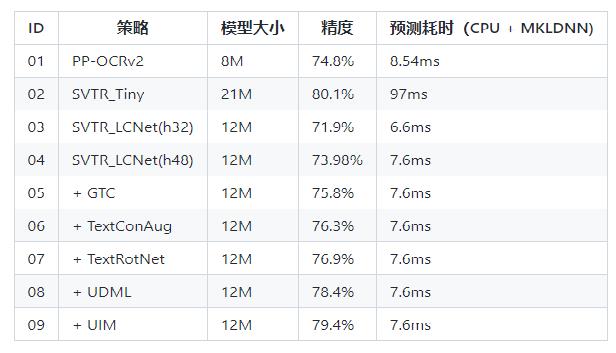 ID 策略 模型大小 精度 预测耗时（CPU + MKLDNN)
01 PP-OCRv2 8M 74.8% 8.54ms
02 SVTR_Tiny 21M 80.1% 97ms
03 SVTR_LCNet(h32) 12M 71.9% 6.6ms
04 SVTR_LCNet(h48) 12M 73.98% 7.6ms
05 + GTC 12M 75.8% 7.6ms
06 + TextConAug 12M 76.3% 7.6ms
07 + TextRotNet 12M 76.9% 7.6ms
08 + UDML 12M 78.4% 7.6ms
09 + UIM 12M 79.4% 7.6ms